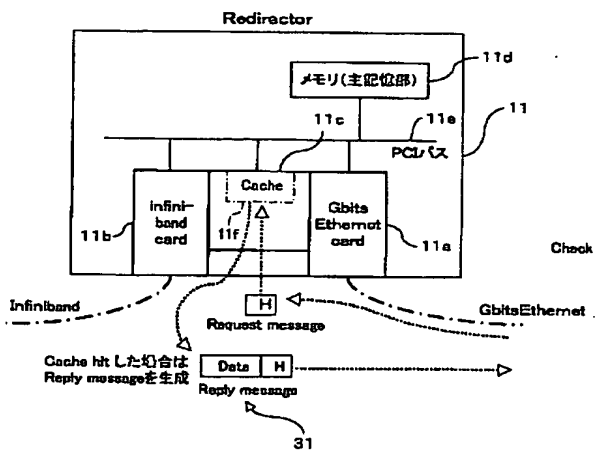 Redirector
メモリ(主記憶部)
11d
11c
11e
11
PCIバス
Cache
infini-
band
card
11f
Gbits
Ethernet
card
11b
11a
Check
Infiniband
H
GbitsEthernet
Request message
Cache hit した場合は
Reply messageを生成
Data
H
Reply message
31